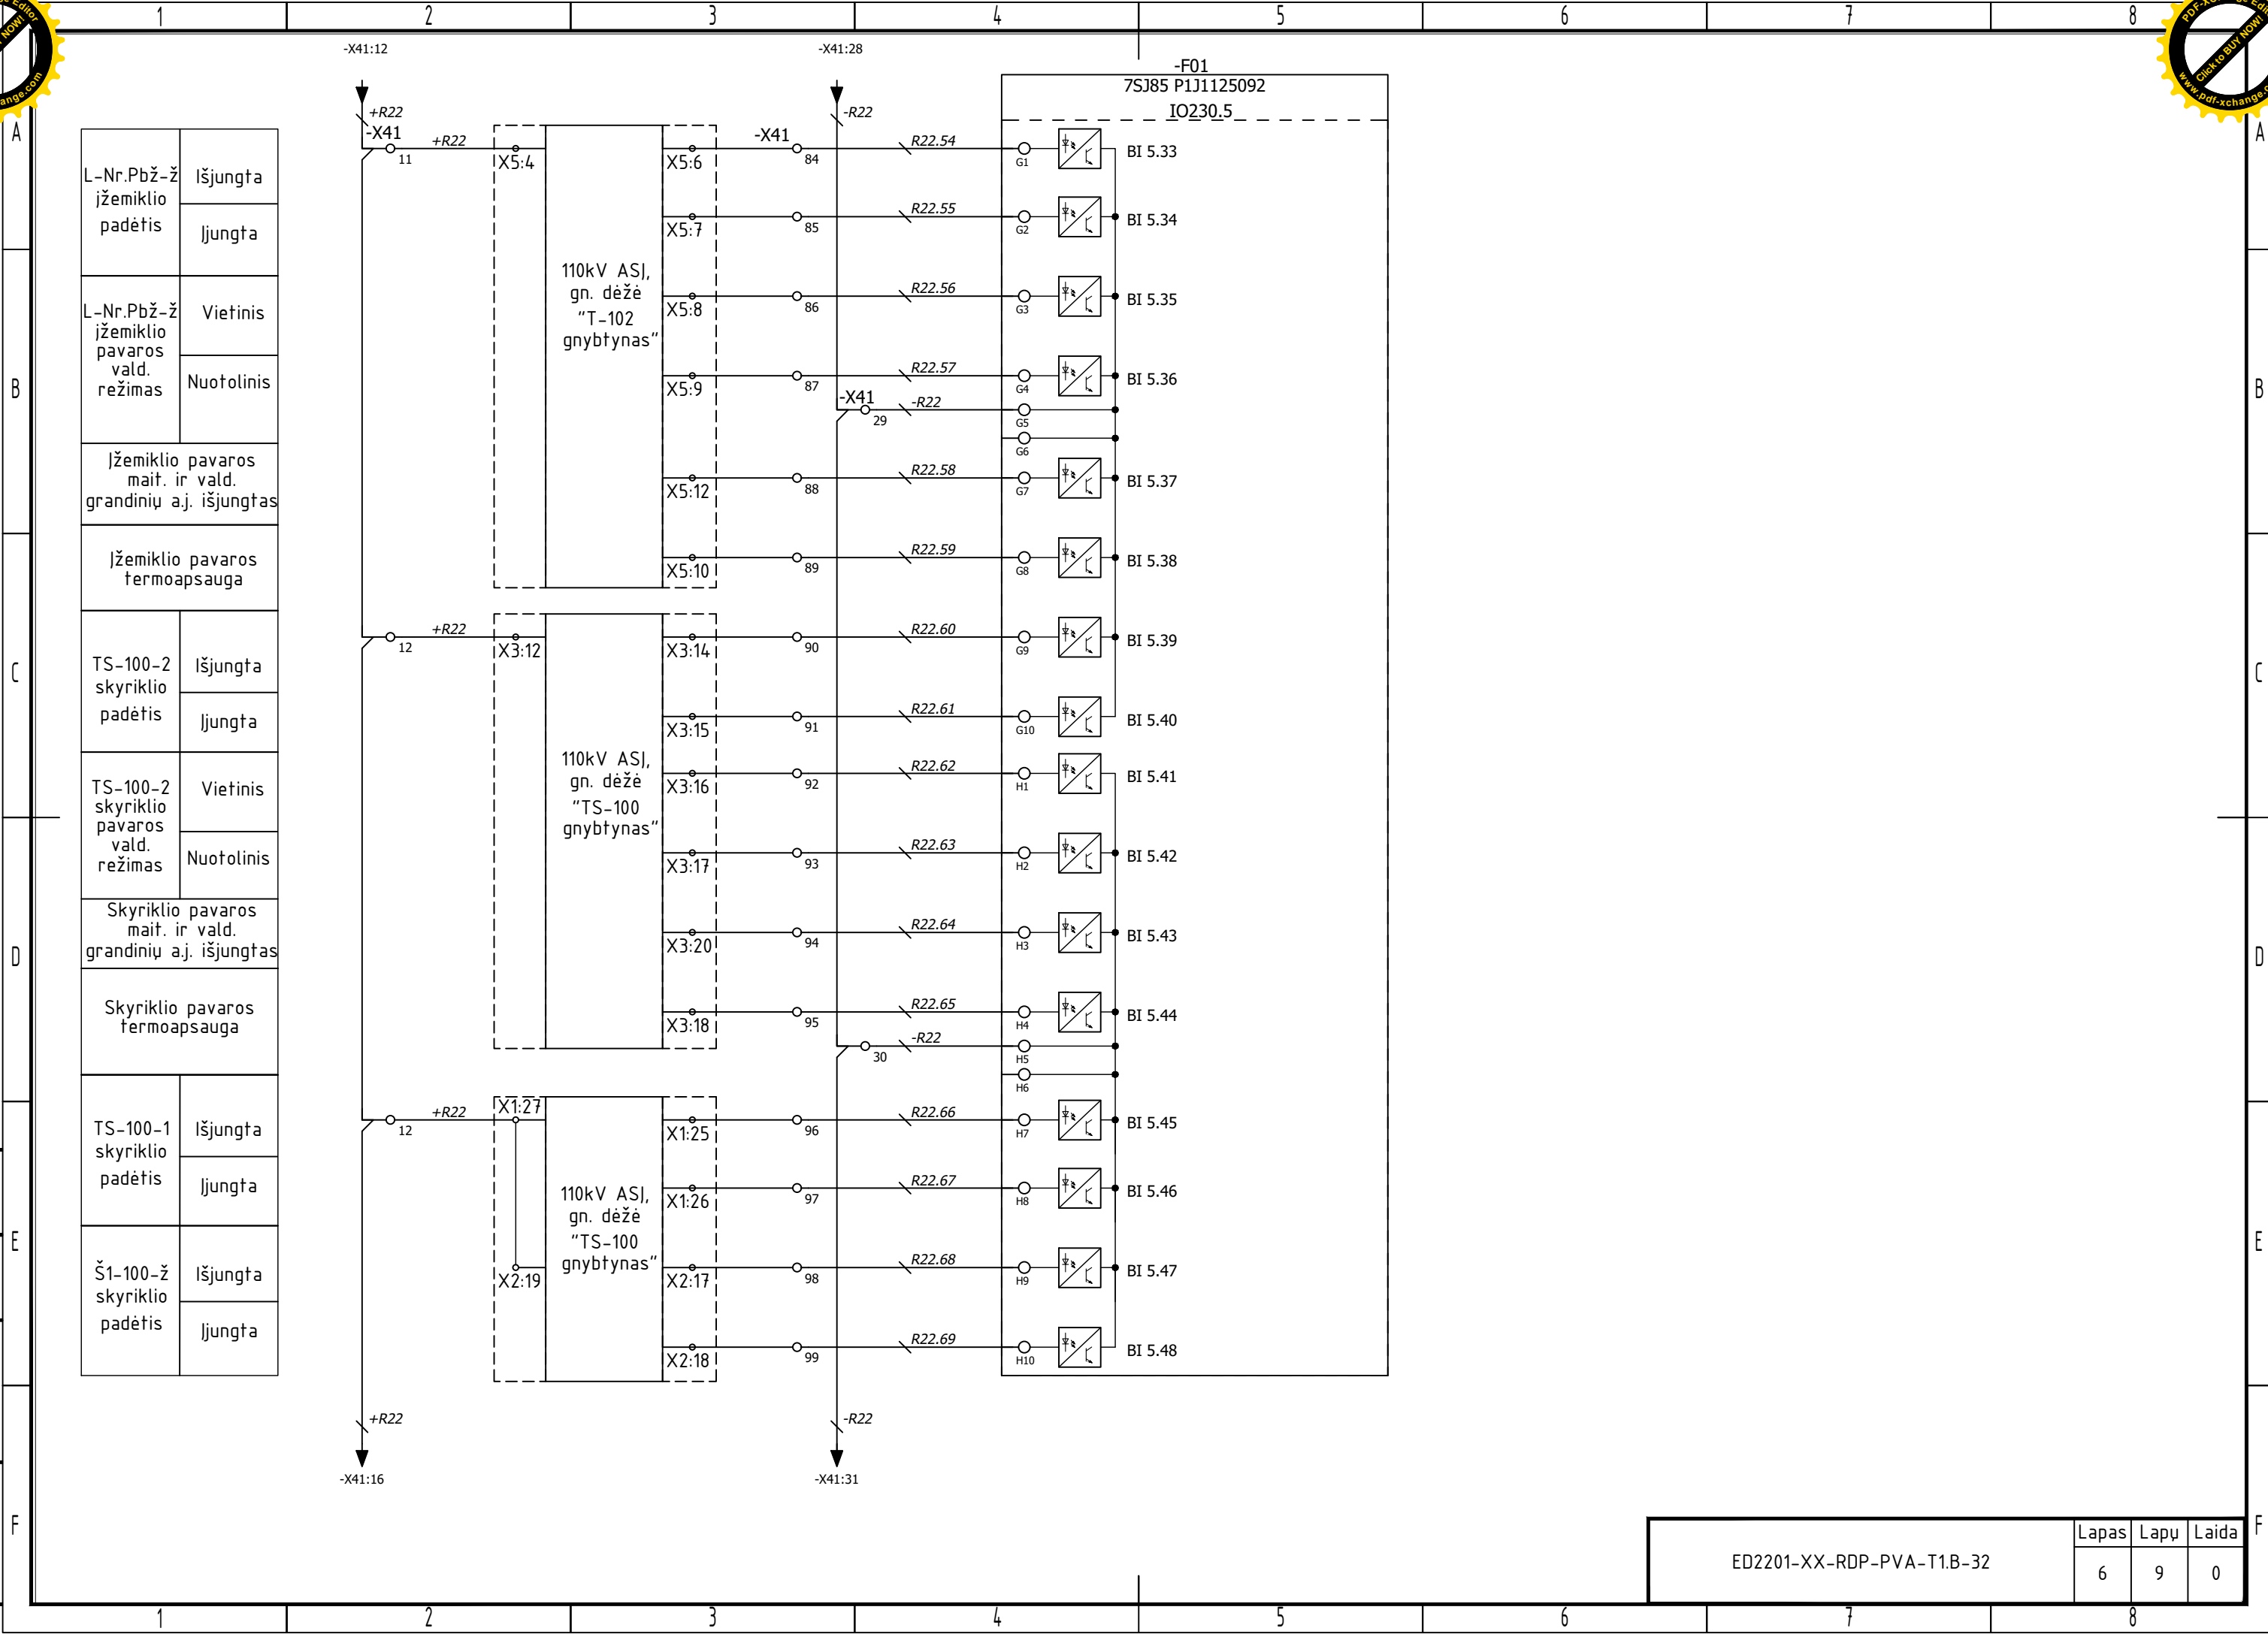 1 2 3 4 5 6 7 8
A
B
C
D
E
F
-X41:12
-X41:28
+R22
-R22
-X41
11
+R22
L-Nr.Pbž-ž
įžemiklio
padėtis
Išjungta
Įjungta
L-Nr.Pbž-ž
įžemiklio
pavaros
vald.
režimas
Vietinis
Nuotolinis
Įžemiklio pavaros
mait. ir vald.
grandinių a.j. išjungtas
Įžemiklio pavaros
termoapsauga
TS-100-2
skyriklio
padėtis
Išjungta
Įjungta
TS-100-2
skyriklio
pavaros
vald.
režimas
Vietinis
Nuotolinis
Skyriklio pavaros
mait. ir vald.
grandinių a.j. išjungtas
Skyriklio pavaros
termoapsauga
TS-100-1
skyriklio
padėtis
Išjungta
Įjungta
Š1-100-ž
skyriklio
padėtis
Išjungta
Įjungta
X5:4
110kV ASĮ,
gn. dėžė
"T-102
gnybtynas"
-X41
-F01
7SJ85 P1J1125092
IO230.5
X5:6 84 R22.54 G1 BI 5.33
X5:7 85 R22.55 G2 BI 5.34
X5:8 86 R22.56 G3 BI 5.35
X5:9 87 R22.57 G4 BI 5.36
-X41 29 -R22 G5
G6
X5:12 88 R22.58 G7 BI 5.37
X5:10 89 R22.59 G8 BI 5.38
12 +R22 X3:12
110kV ASĮ,
gn. dėžė
"TS-100
gnybtynas"
X3:14 90 R22.60 G9 BI 5.39
X3:15 91 R22.61 G10 BI 5.40
X3:16 92 R22.62 H1 BI 5.41
X3:17 93 R22.63 H2 BI 5.42
X3:20 94 R22.64 H3 BI 5.43
X3:18 95 R22.65 H4 BI 5.44
30 -R22 H5
H6
12 +R22 X1:27
X2:19
110kV ASĮ,
gn. dėžė
"TS-100
gnybtynas"
X1:25 96 R22.66 H7 BI 5.45
X1:26 97 R22.67 H8 BI 5.46
X2:17 98 R22.68 H9 BI 5.47
X2:18 99 R22.69 H10 BI 5.48
+R22
-R22
-X41:16
-X41:31
ED2201-XX-RDP-PVA-T1.B-32
Lapas Lapų Laida
6 9 0
A
B
C
D
E
F
1 2 3 4 5 6 7 8
Click to BUY NOW!
www.pdf-xchange.c